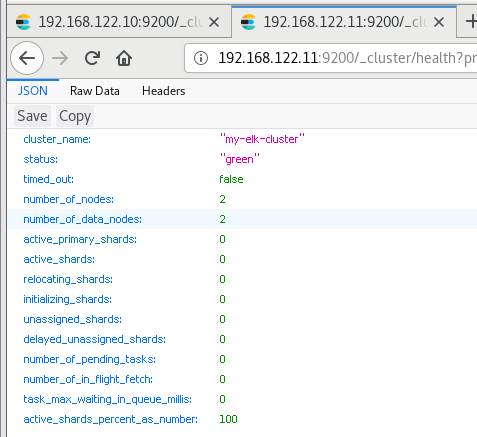 192.168.122.10:9200/_clu
192.168.122.11:9200/_clu
192.168.122.11:9200/_cluster/health?pr
JSON Raw Data Headers
Save Copy
cluster_name: "my-elk-cluster"
status: "green"
timed_out: false
number_of_nodes: 2
number_of_data_nodes: 2
active_primary_shards: 0
active_shards: 0
relocating_shards: 0
initializing_shards: 0
unassigned_shards: 0
delayed_unassigned_shards: 0
number_of_pending_tasks: 0
number_of_in_flight_fetch: 0
task_max_waiting_in_queue_millis: 0
active_shards_percent_as_number: 100